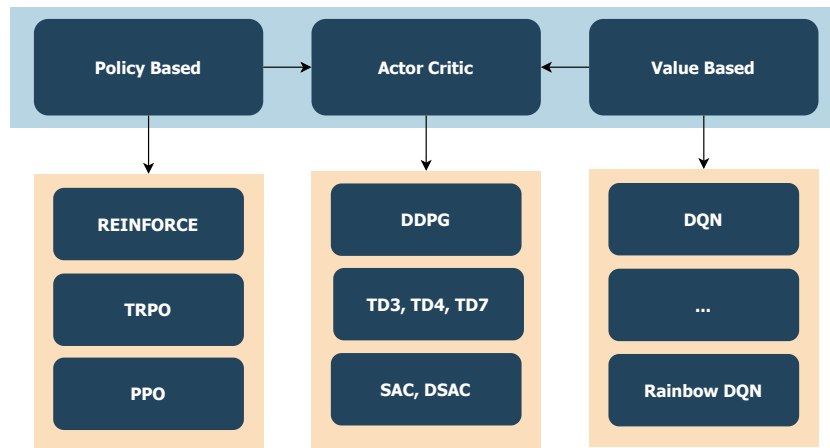 Policy Based
Actor Critic
Value Based
REINFORCE
TRPO
PPO
DDPG
TD3, TD4, TD7
SAC, DSAC
DQN
...
Rainbow DQN